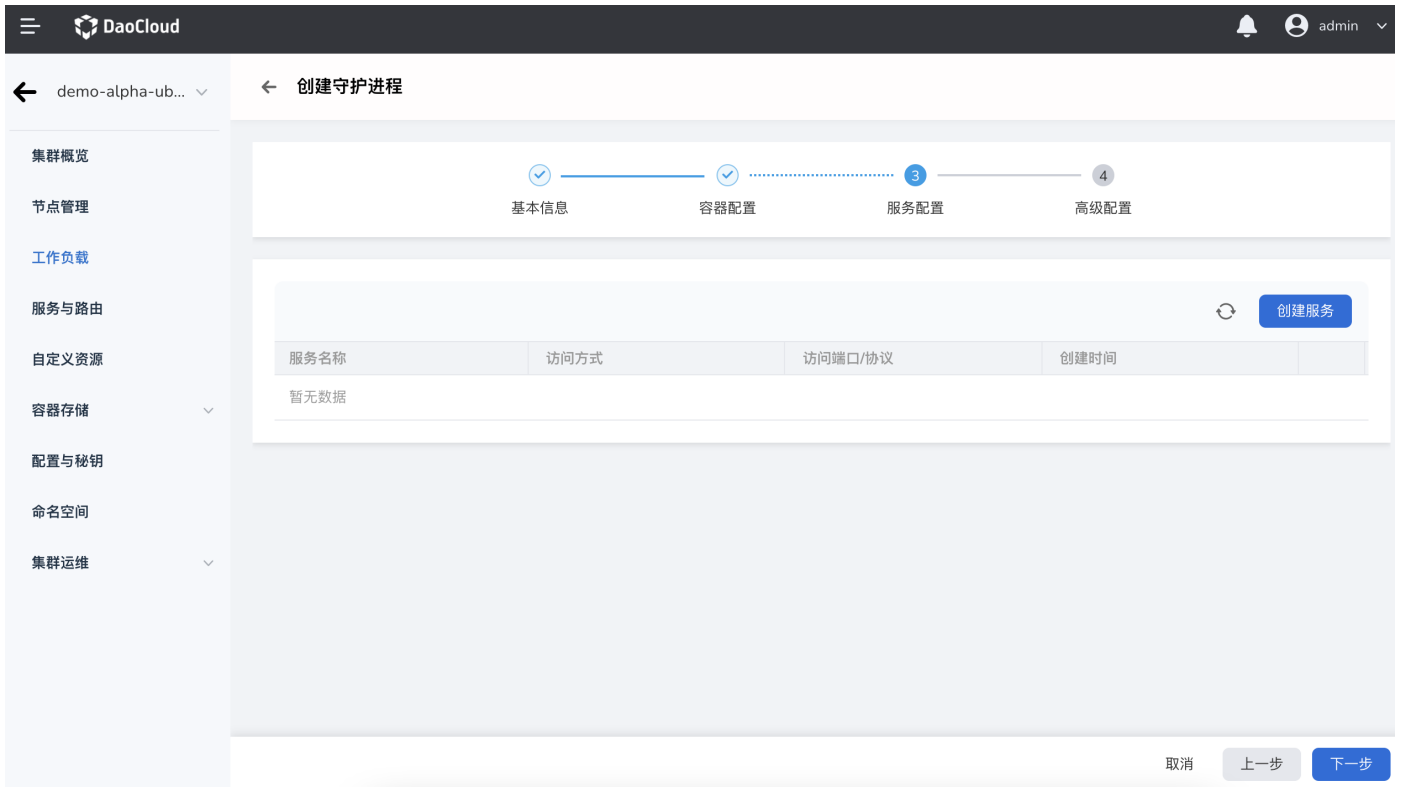 DaoCloud
admin
demo-alpha-ub...
创建守护进程
集群概览
节点管理
工作负载
服务与路由
自定义资源
容器存储
配置与秘钥
命名空间
集群运维
3
4
基本信息
容器配置
服务配置
高级配置
创建服务
服务名称
访问方式
访问端口/协议
创建时间
暂无数据
取消
上一步
下一步